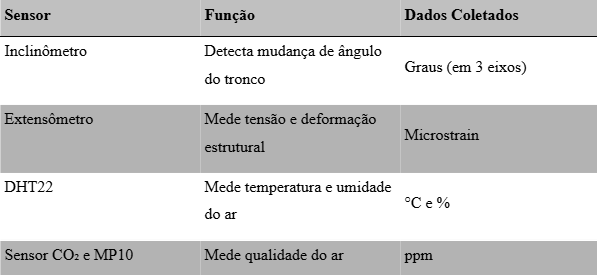 Sensor Função Dados Coletados
Inclinômetro Detecta mudança de ângulo
do tronco
Graus (em 3 eixos)
Extensômetro Mede tensão e deformação
estrutural
Microstrain
DHT22 Mede temperatura e umidade
do ar
°C e %
Sensor CO₂ e MP10 Mede qualidade do ar ppm